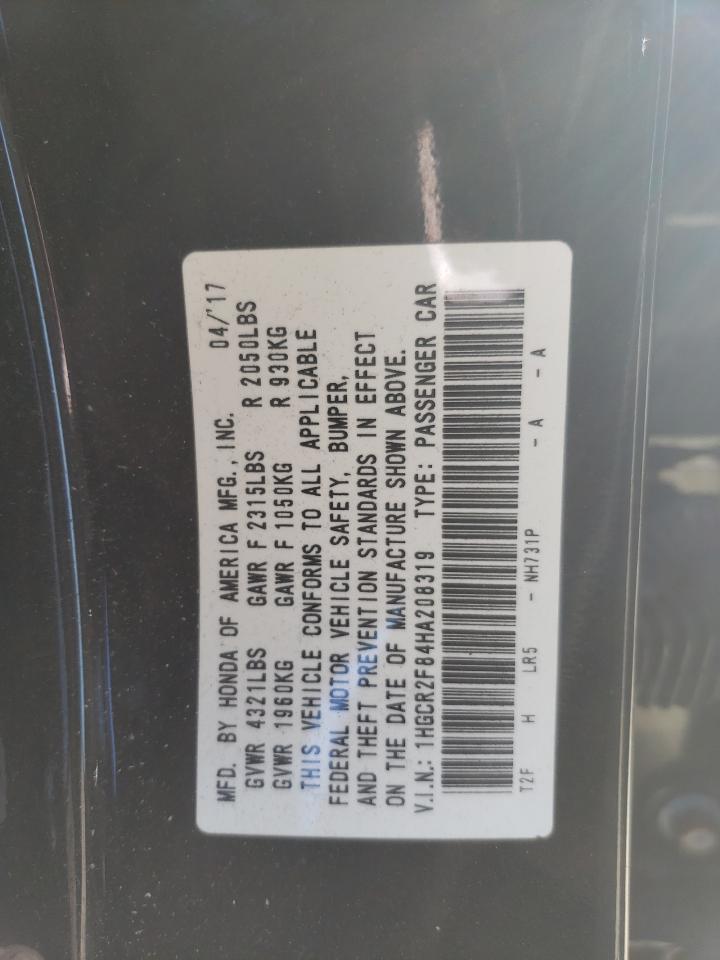 MFD. BY HONDA OF AMERICA MFG., INC. 04/'17
GVWR 4321LBS GAWR F 2315LBS R 2050LBS
GVWR 1960KG GAWR F 1050KG R 930KG
THIS VEHICLE CONFORMS TO ALL APPLICABLE
FEDERAL MOTOR VEHICLE SAFETY, BUMPER,
AND THEFT PREVENTION STANDARDS IN EFFECT
ON THE DATE OF MANUFACTURE SHOWN ABOVE.
V.I.N.: 1HGCR2F84HA208319 TYPE: PASSENGER CAR
T2F H LR5 - NH731P - A - A